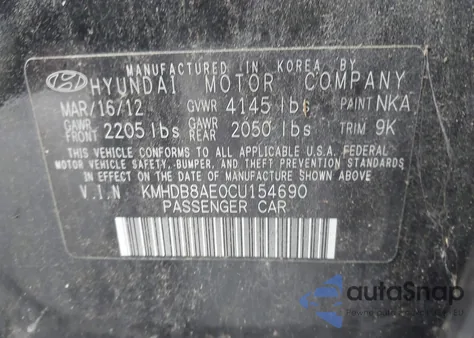 MANUFACTURED IN KOREA, BY
HYUNDAI MOTOR COMPANY
MAR/16/12 GVWR 4145 lbs PAINT NKA
GAWR FRONT 2205 lbs GAWR REAR 2050 lbs TRIM 9K
THIS VEHICLE CONFORMS TO ALL APPLICABLE U.S.A. FEDERAL
MOTOR VEHICLE SAFETY, BUMPER, AND THEFT PREVENTION STANDARDS
IN EFFECT ON THE DATE OF MANUFACTURE SHOWN ABOVE.
V.I.N KMHDB8AE0CU154690
PASSENGER CAR
autoSnap